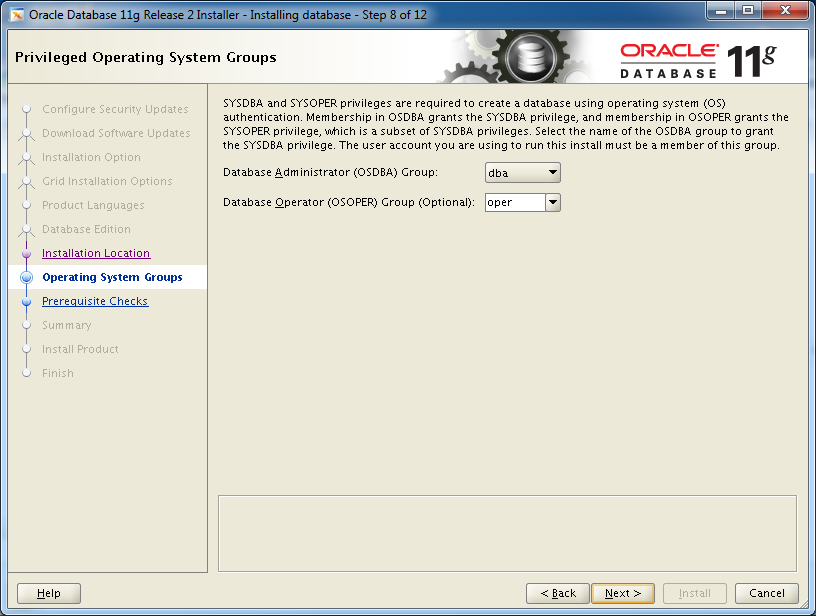 Oracle Database 11g Release 2 Installer - Installing database - Step 8 of 12
Privileged Operating System Groups
ORACLE
DATABASE
11g
Configure Security Updates
Download Software Updates
Installation Option
Grid Installation Options
Product Languages
Database Edition
Installation Location
Operating System Groups
Prerequisite Checks
Summary
Install Product
Finish
SYSDBA and SYSOPER privileges are required to create a database using operating system (OS)
authentication. Membership in OSDBA grants the SYSDBA privilege, and membership in OSOPER grants the
SYSOPER privilege, which is a subset of SYSDBA privileges. Select the name of the OSDBA group to grant
the SYSDBA privilege. The user account you are using to run this install must be a member of this group.
Database Administrator (OSDBA) Group: dba
Database Operator (OSOPER) Group (Optional): oper
Help < Back Next > Install Cancel